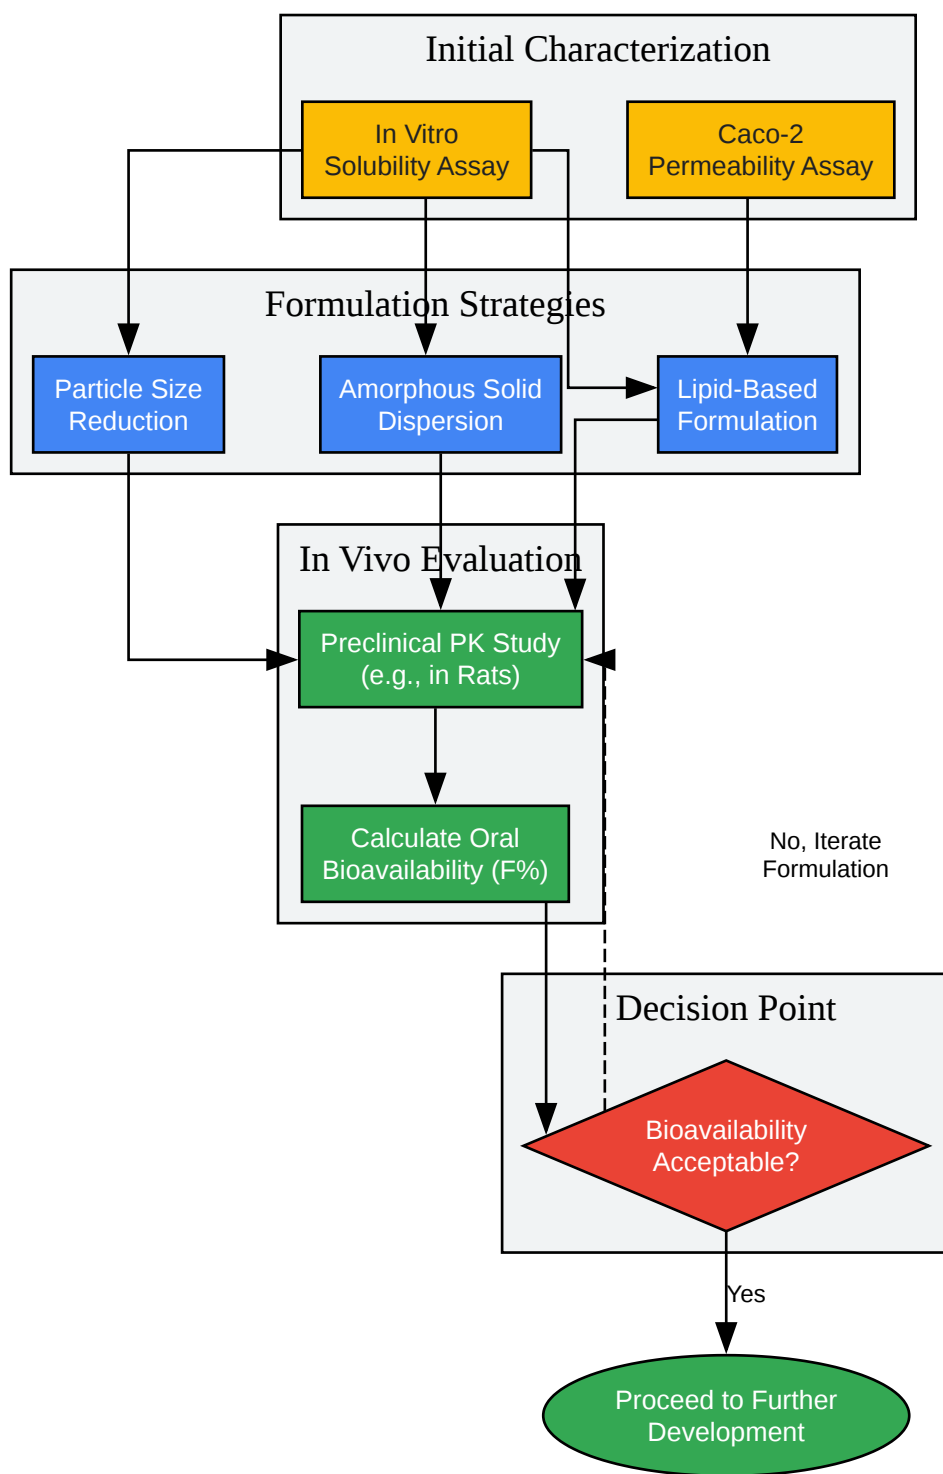 Initial Characterization
In Vitro
Solubility Assay
Caco-2
Permeability Assay
Formulation Strategies
Particle Size
Reduction
Amorphous Solid
Dispersion
Lipid-Based
Formulation
In Vivo Evaluation
Preclinical PK Study
(e.g., in Rats)
Calculate Oral
Bioavailability (F%)
No, Iterate
Formulation
Decision Point
Bioavailability
Acceptable?
Yes
Proceed to Further
Development